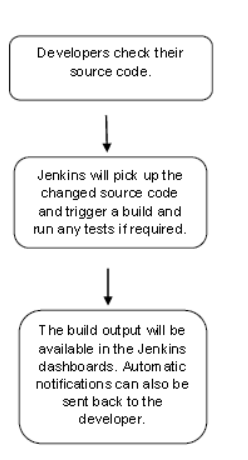 Developers check their
source code.
Jenkins will pick up the
changed source code
and trigger a build and
run any tests if required.
The build output will be
available in the Jenkins
dashboards. Automatic
notifications can also be
sent back to the
developer.